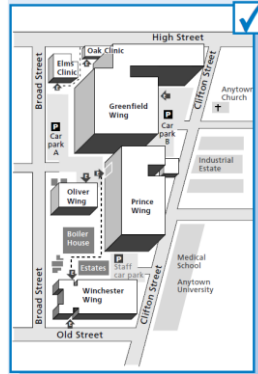 High Street
Oak Clinic
Elms
Clinic
Broad Street
Greenfield
Wing
Clifton Street
Anytown
Church
P
Car
park
A
P
Car
park
B
Industrial
Estate
Oliver
Wing
Prince
Wing
Boiler
House
P
Staff
car park
Estates
Medical
School
Anytown
University
Winchester
Wing
Broad Street
Clifton Street
Old Street